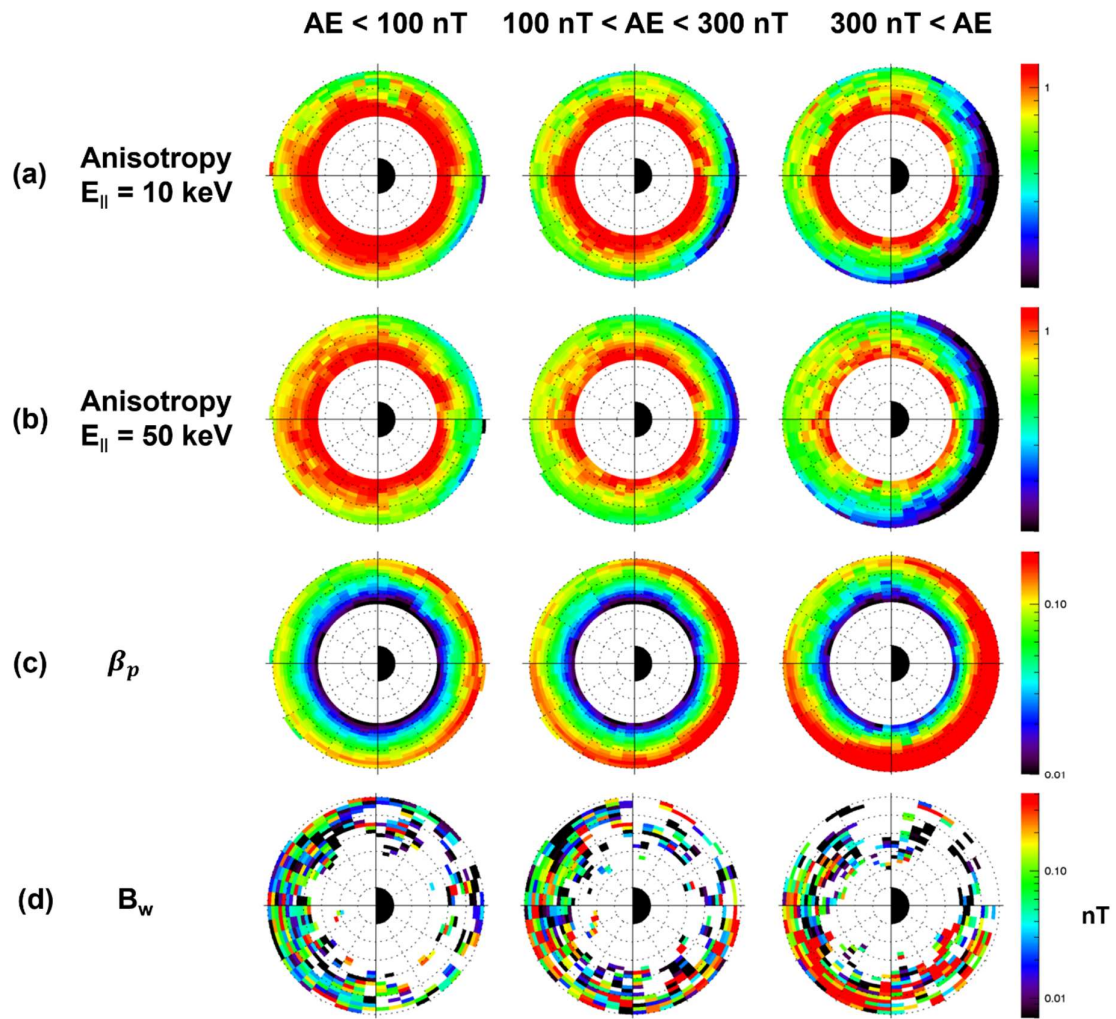 AE < 100 nT 100 nT < AE < 300 nT 300 nT < AE
(a) Anisotropy
E|| = 10 keV
1
(b) Anisotropy
E|| = 50 keV
1
(c) βp
0.10
0.01
(d) Bw
0.10
nT
0.01